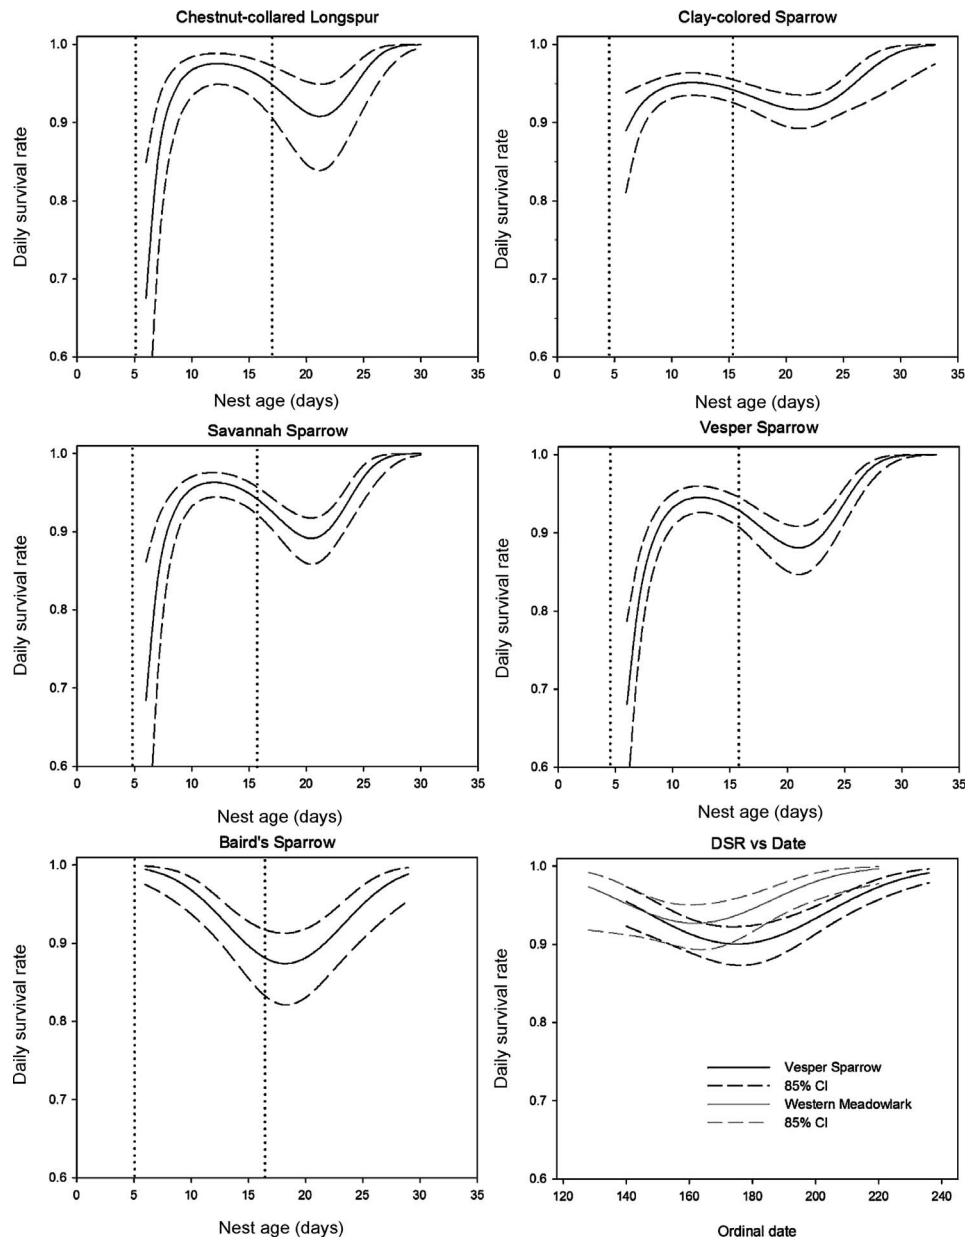 Chestnut-collared Longspur
Clay-colored Sparrow
1.0
0.9
0.8
0.7
0.6
Daily survival rate
0 5 10 15 20 25 30 35
Nest age (days)
1.0
0.9
0.8
0.7
0.6
Daily survival rate
0 5 10 15 20 25 30 35
Nest age (days)
Savannah Sparrow
Vesper Sparrow
1.0
0.9
0.8
0.7
0.6
Daily survival rate
0 5 10 15 20 25 30 35
Nest age (days)
1.0
0.9
0.8
0.7
0.6
Daily survival rate
0 5 10 15 20 25 30 35
Nest age (days)
Baird's Sparrow
DSR vs Date
1.0
0.9
0.8
0.7
0.6
Daily survival rate
0 5 10 15 20 25 30 35
Nest age (days)
1.0
0.9
0.8
0.7
0.6
Daily survival rate
Vesper Sparrow
85% CI
Western Meadowlark
85% CI
120 140 160 180 200 220 240
Ordinal date